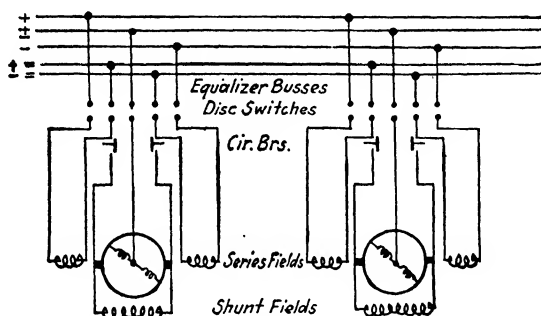 Equalizer Busses
Disc Switches
Cir. Brs.
Series Fields
Shunt Fields